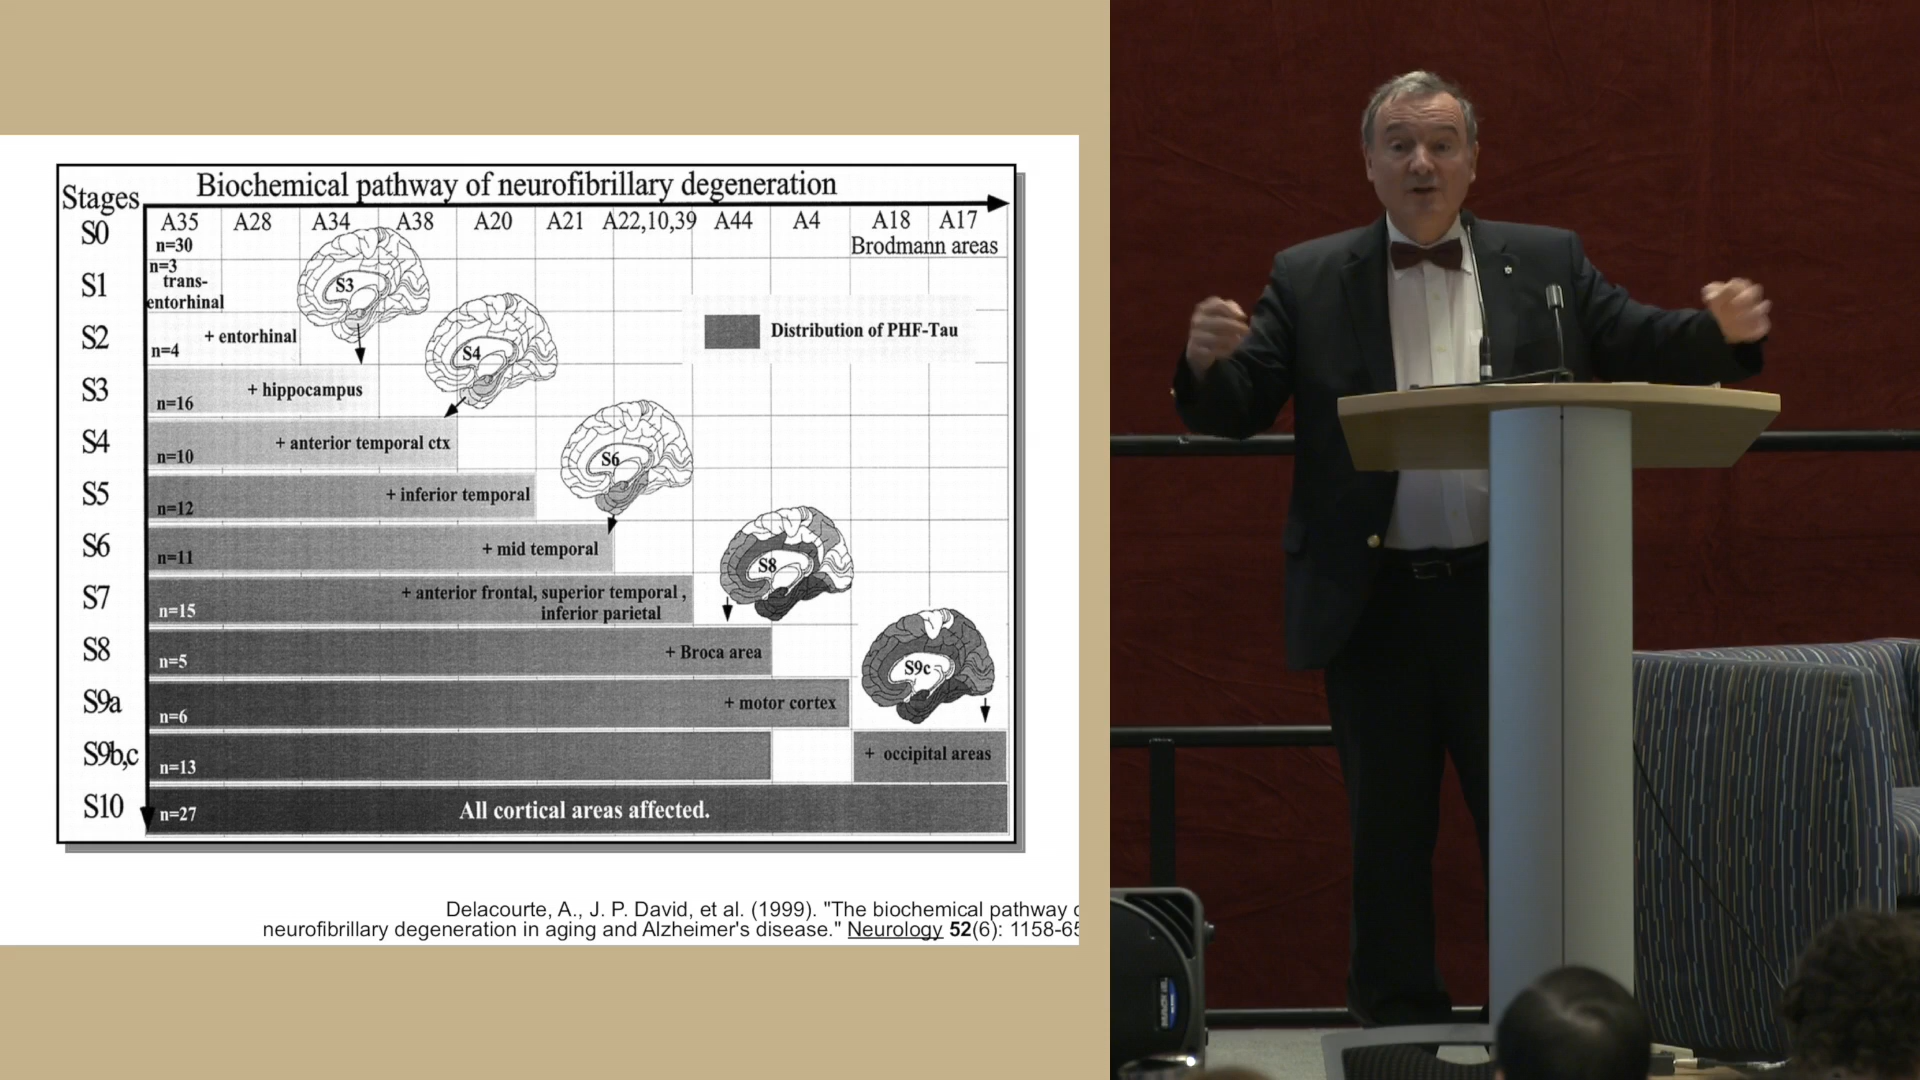 Biochemical pathway of neurofibrillary degeneration
Stages
A35 A28 A34 A38 A20 A21 A22,10,39 A44 A4 A18 A17
S0
n=30
Brodmann areas
S1
n=3
trans-
entorhinal
S3
S2
+ entorhinal
n=4
S4
Distribution of PHF-Tau
S3
+ hippocampus
n=16
S4
+ anterior temporal ctx
n=10
S6
S5
+ inferior temporal
n=12
S6
+ mid temporal
n=11
S8
S7
+ anterior frontal, superior temporal ,
inferior parietal
n=15
S8
+ Broca area
n=5
S9c
S9a
+ motor cortex
n=6
S9b,c
+ occipital areas
n=13
S10
n=27
All cortical areas affected.
Delacourte, A., J. P. David, et al. (1999). "The biochemical pathway
neurofibrillary degeneration in aging and Alzheimer's disease." Neurology 52(6): 1158-65